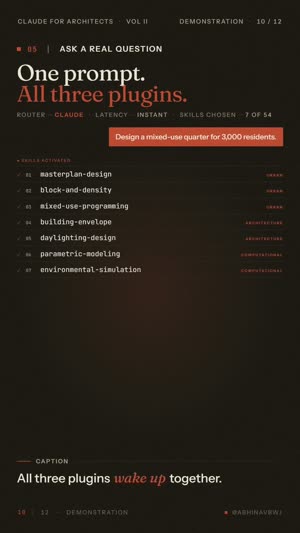 CLAUDE FOR ARCHITECTS · VOL II
DEMONSTRATION · 10 / 12
05 | ASK A REAL QUESTION
One prompt.
All three plugins.
ROUTER · CLAUDE · LATENCY · INSTANT · SKILLS CHOSEN · 7 OF 54
Design a mixed-use quarter for 3,000 residents.
SKILLS ACTIVATED
✓ 01 masterplan-design URBAN
✓ 02 block-and-density URBAN
✓ 03 mixed-use-programming URBAN
✓ 04 building-envelope ARCHITECTURE
✓ 05 daylighting-design ARCHITECTURE
✓ 06 parametric-modeling COMPUTATIONAL
✓ 07 environmental-simulation COMPUTATIONAL
CAPTION
All three plugins wake up together.
10 | 12 · DEMONSTRATION
@ABHINAVBWJ